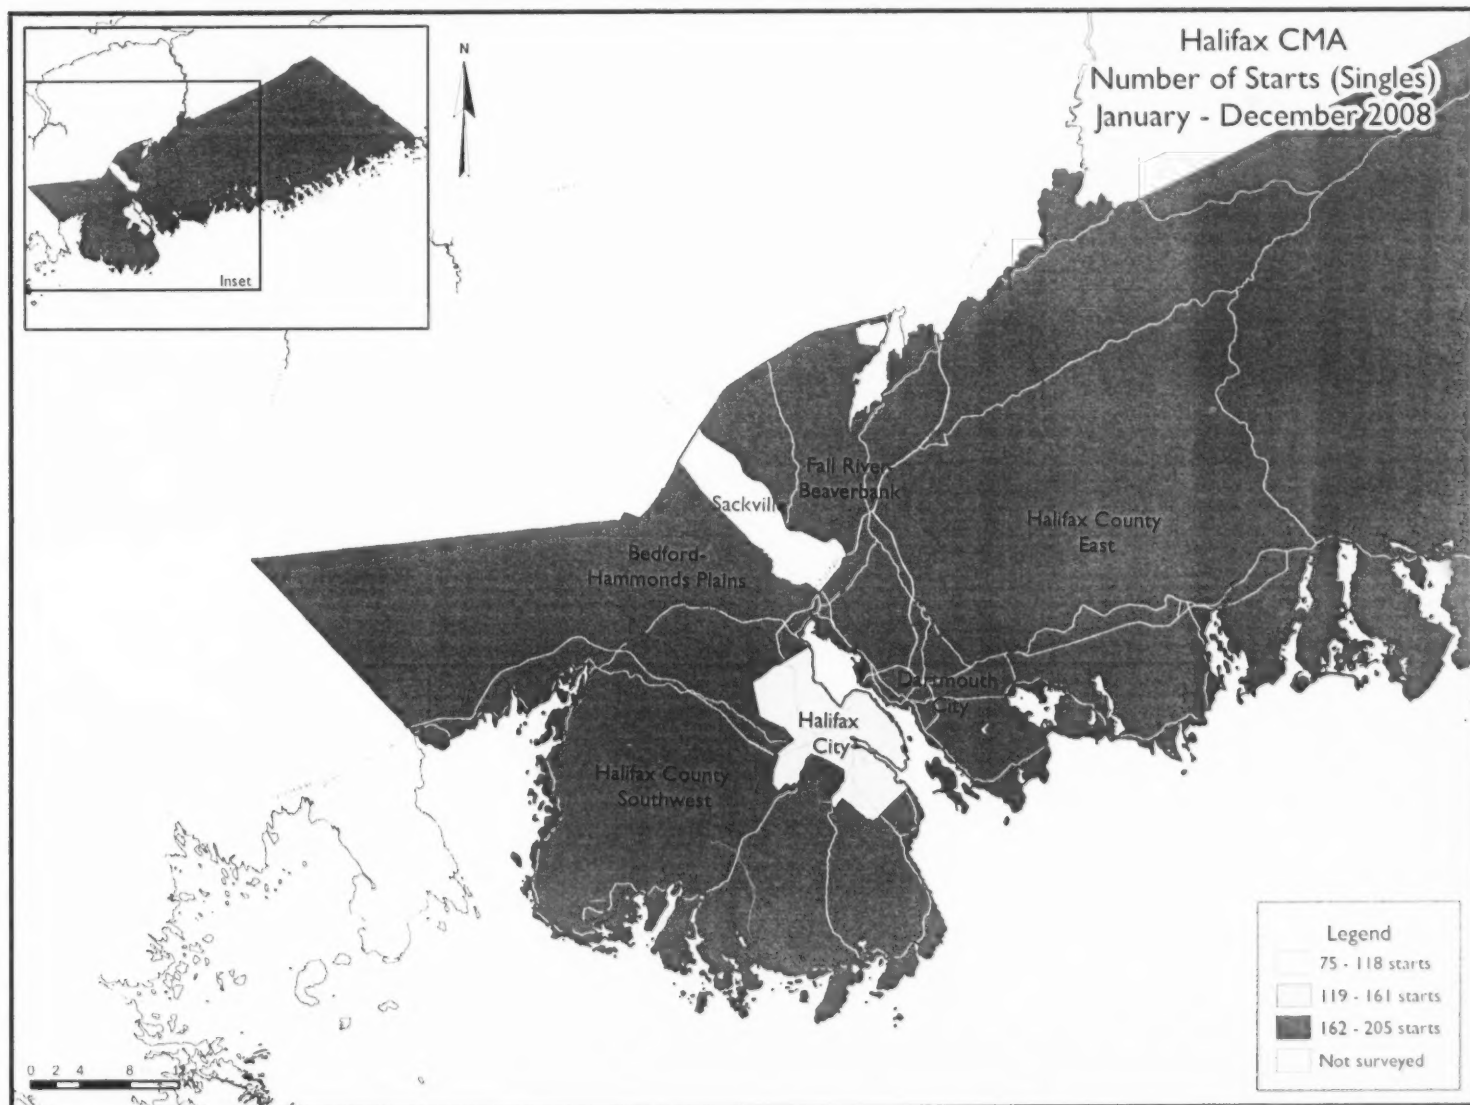 Halifax CMA
Number of Starts (Singles)
January - December 2008
N
Inset
Fall River-
Beaverbank
Sackville
Halifax County
East
Bedford-
Hammonds Plains
Dartmouth
City
Halifax
City
Halifax County
Southwest
Legend
75 - 118 starts
119 - 161 starts
162 - 205 starts
Not surveyed
0 2 4 8